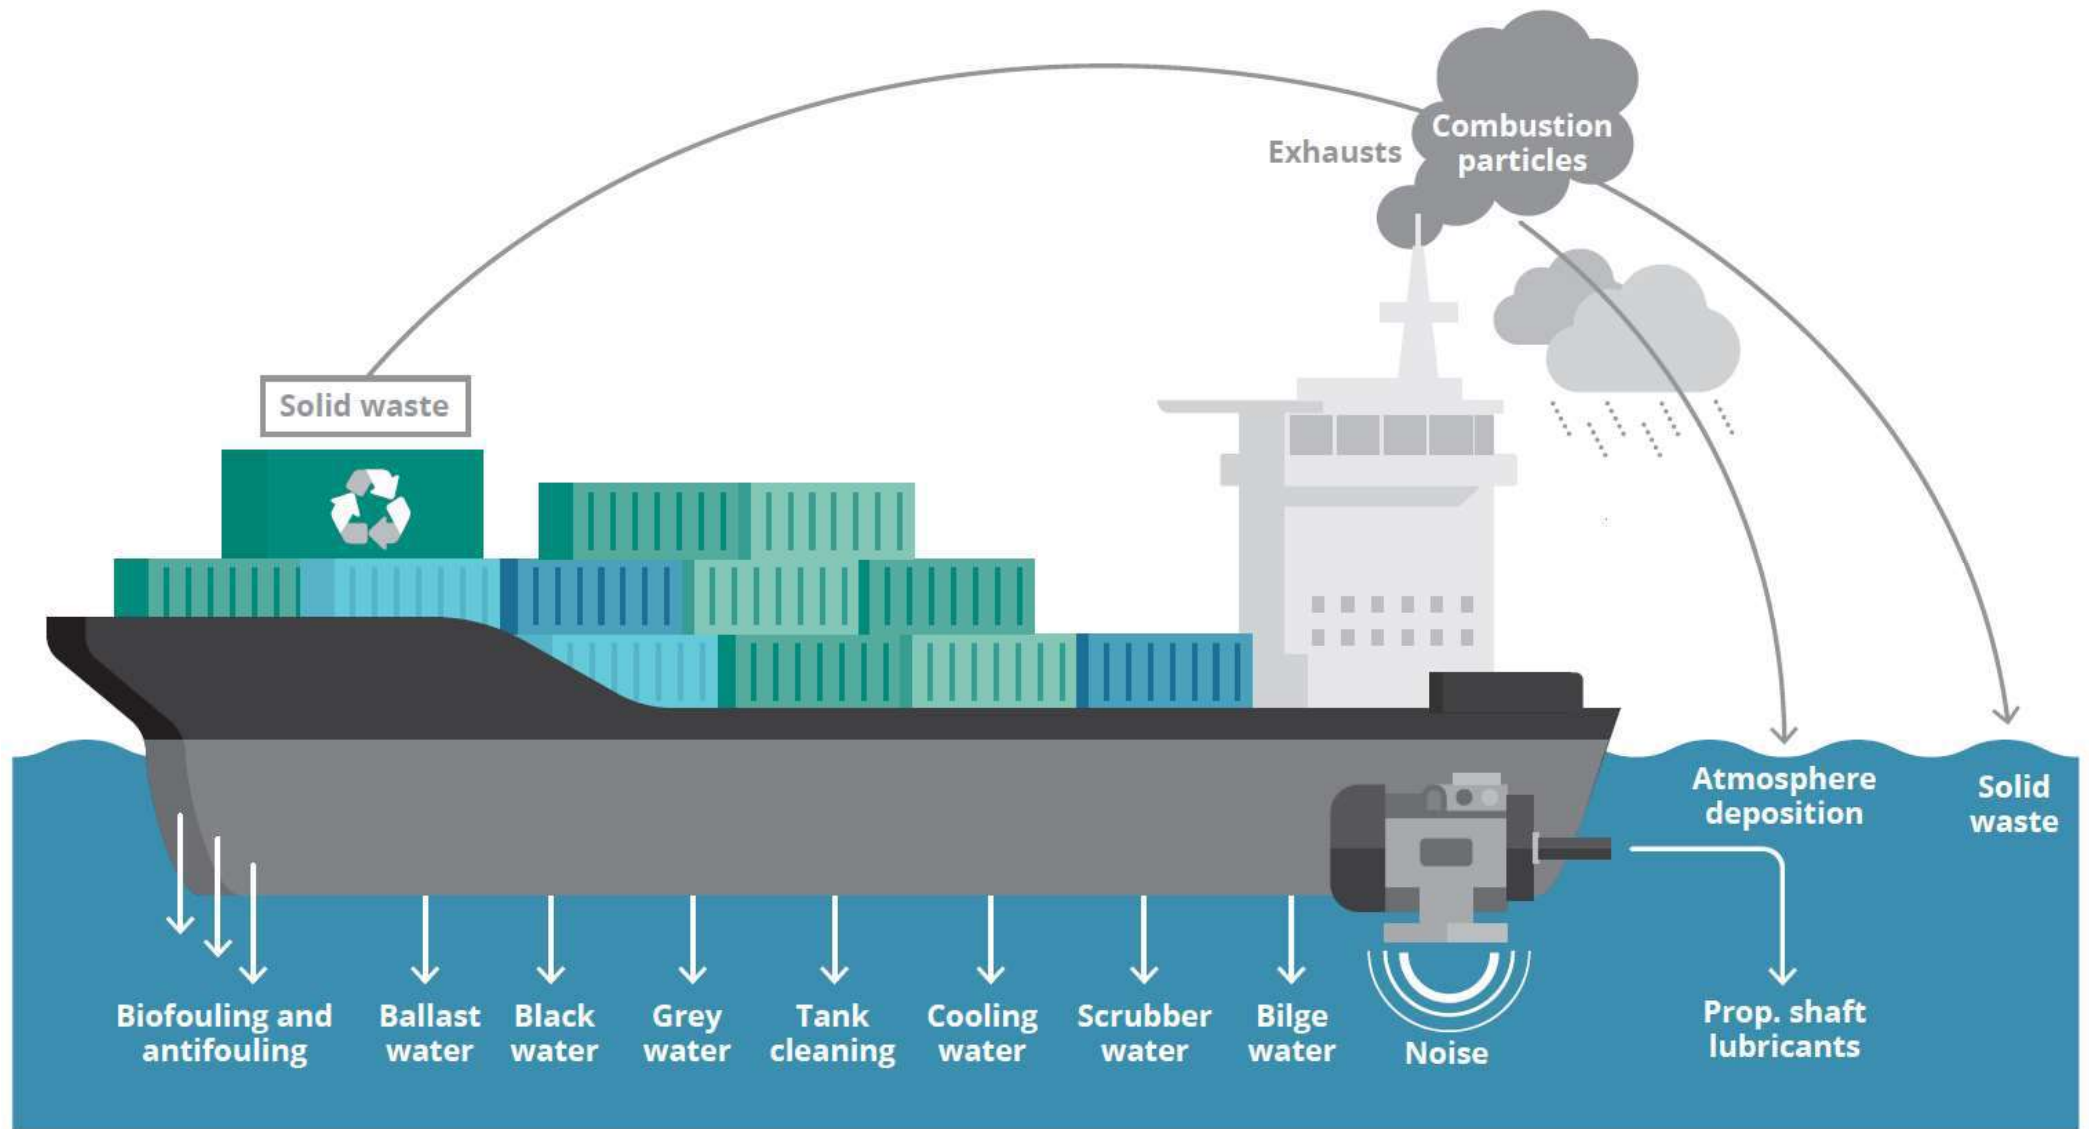 Combustion
particles
Exhausts
Solid waste
Atmosphere
deposition
Solid
waste
Biofouling and
antifouling
Ballast
water
Black
water
Grey
water
Tank
cleaning
Cooling
water
Scrubber
water
Bilge
water
Noise
Prop. shaft
lubricants